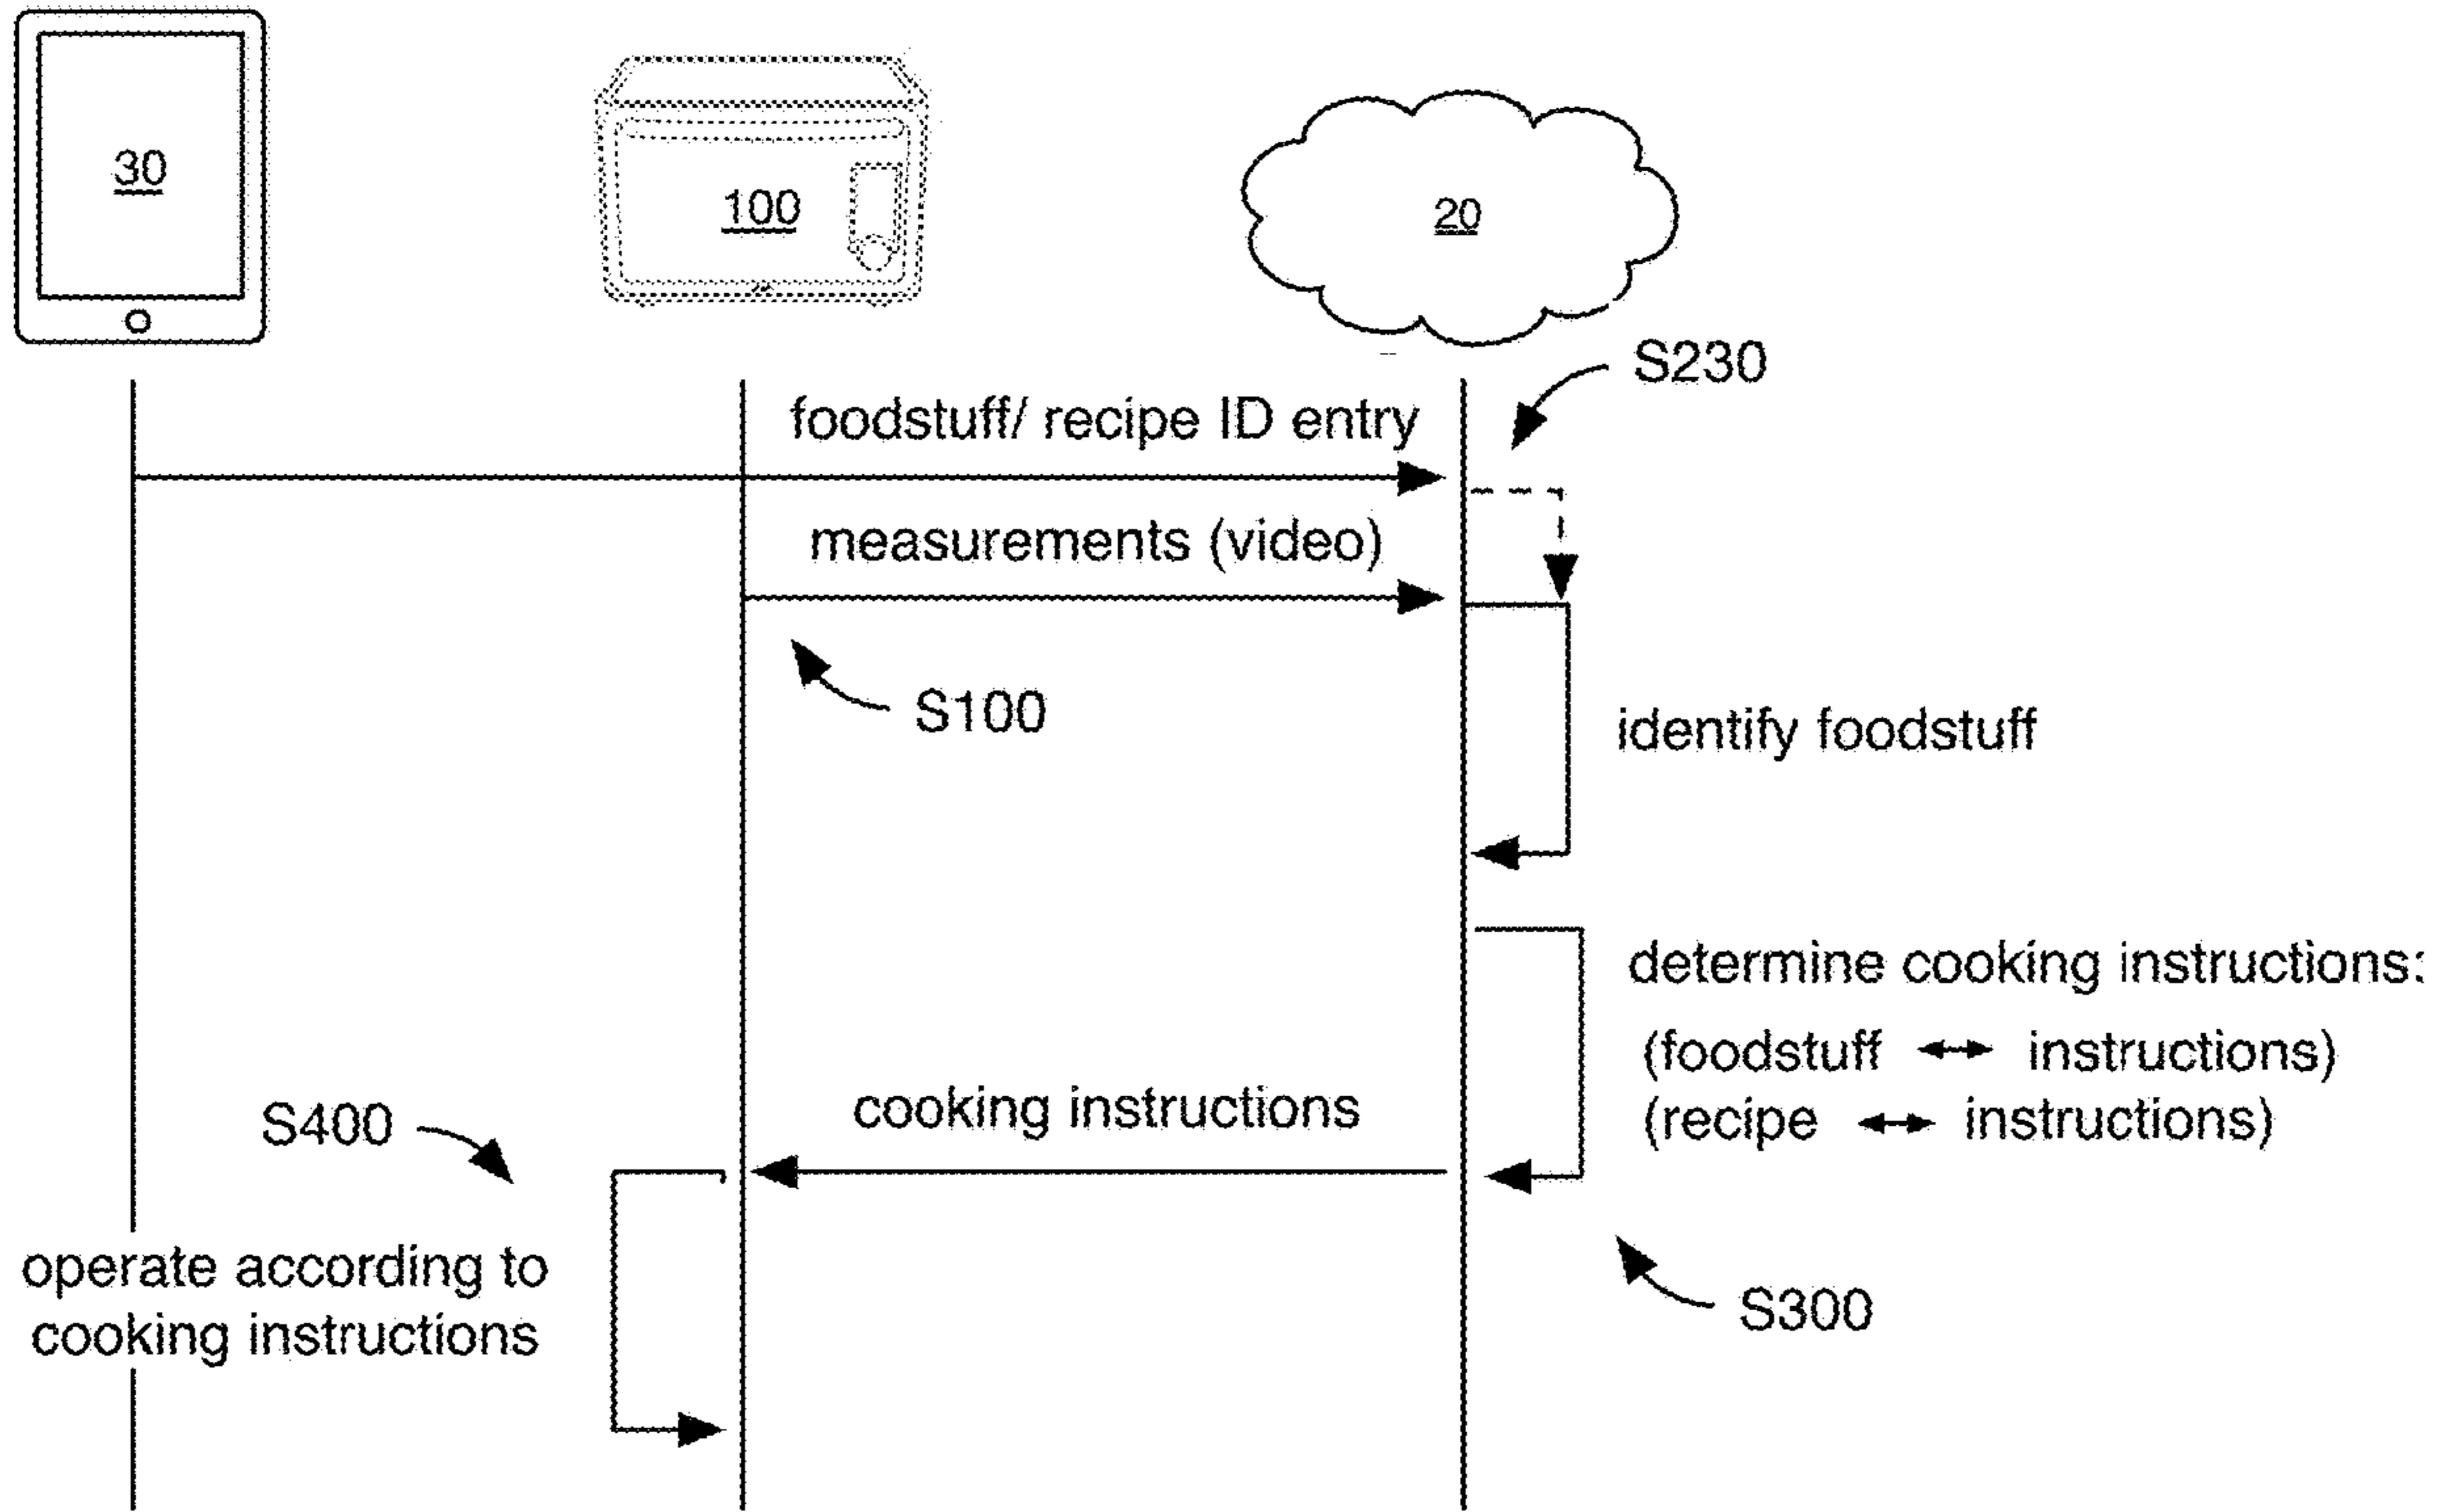 30
100
20
S230
foodstuff/ recipe ID entry
measurements (video)
S100
identify foodstuff
determine cooking instructions:
(foodstuff ↔ instructions)
(recipe ↔ instructions)
cooking instructions
S400
operate according to
cooking instructions
S300